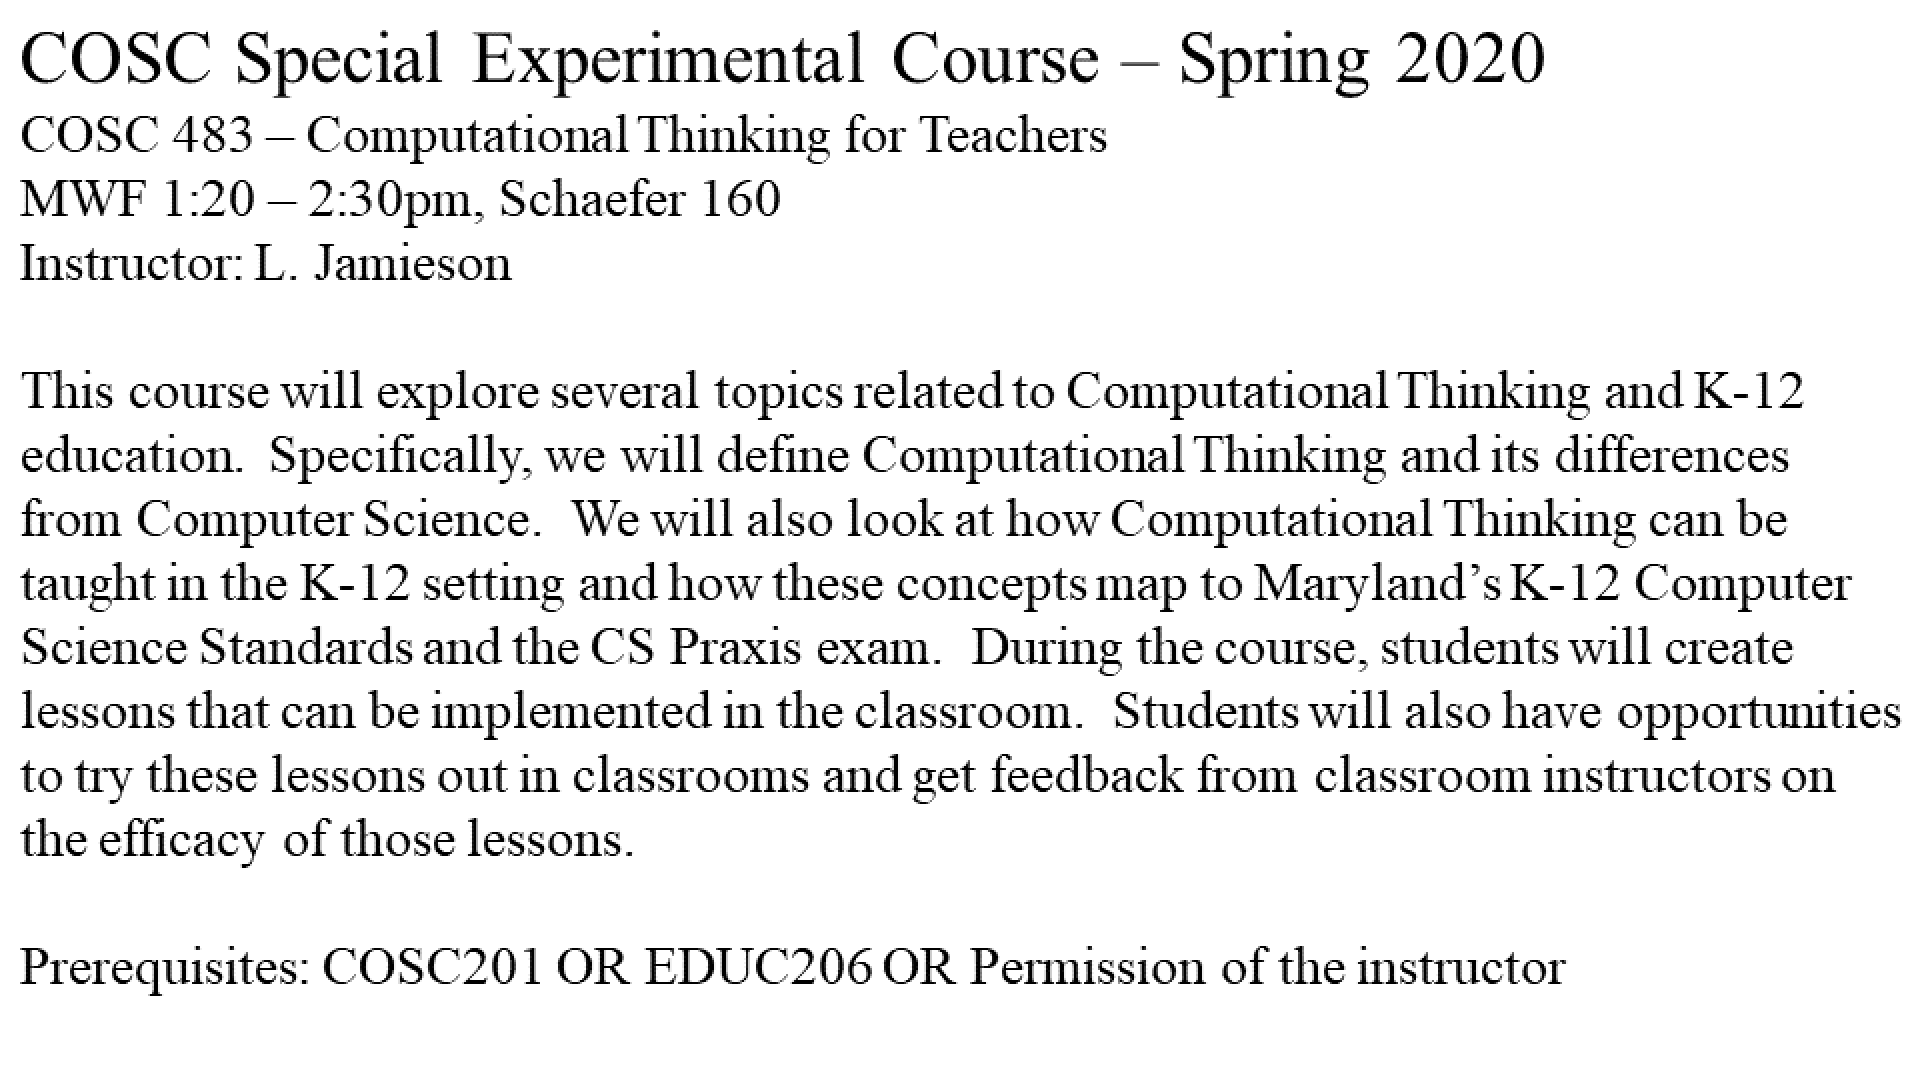 COSC Special Experimental Course – Spring 2020
COSC 483 – Computational Thinking for Teachers
MWF 1:20 – 2:30pm, Schaefer 160
Instructor: L. Jamieson
This course will explore several topics related to Computational Thinking and K-12
education.  Specifically, we will define Computational Thinking and its differences
from Computer Science.  We will also look at how Computational Thinking can be
taught in the K-12 setting and how these concepts map to Maryland’s K-12 Computer
Science Standards and the CS Praxis exam.  During the course, students will create
lessons that can be implemented in the classroom.  Students will also have opportunities
to try these lessons out in classrooms and get feedback from classroom instructors on
the efficacy of those lessons.
Prerequisites: COSC201 OR EDUC206 OR Permission of the instructor